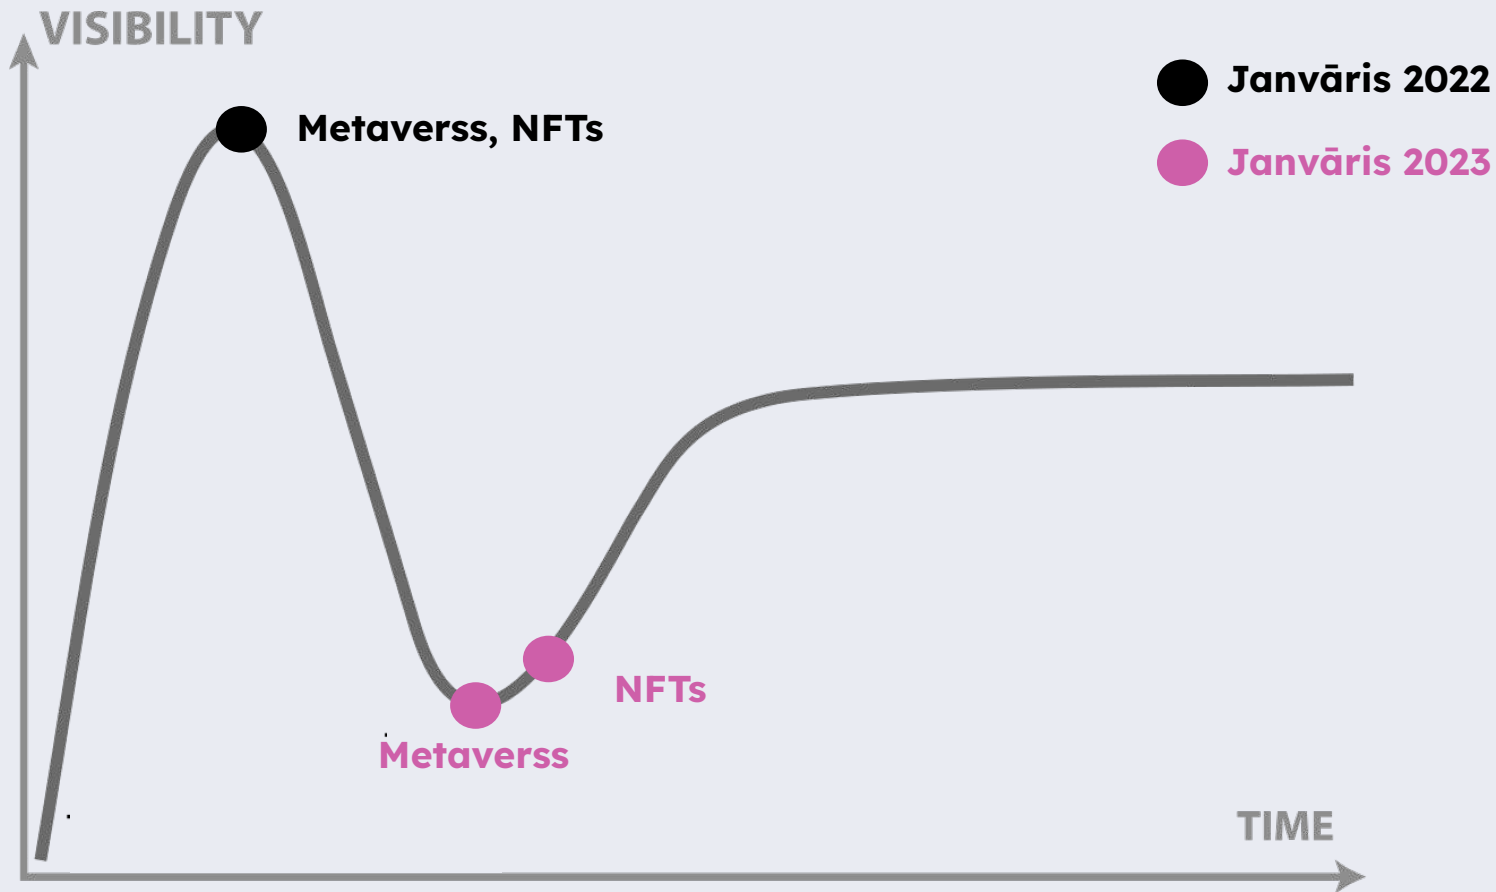 VISIBILITY
Janvāris 2022
Metaverss, NFTs
Janvāris 2023
NFTs
Metaverss
TIME